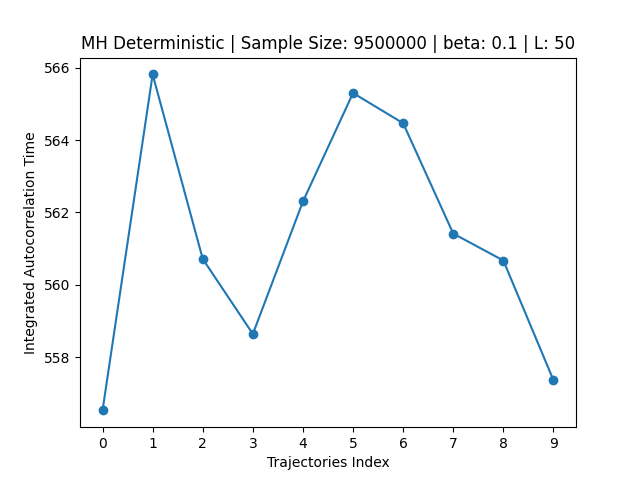 MH Deterministic | Sample Size: 9500000 | beta: 0.1 | L: 50
566
564
562
560
558
Integrated Autocorrelation Time
0 1 2 3 4 5 6 7 8 9
Trajectories Index